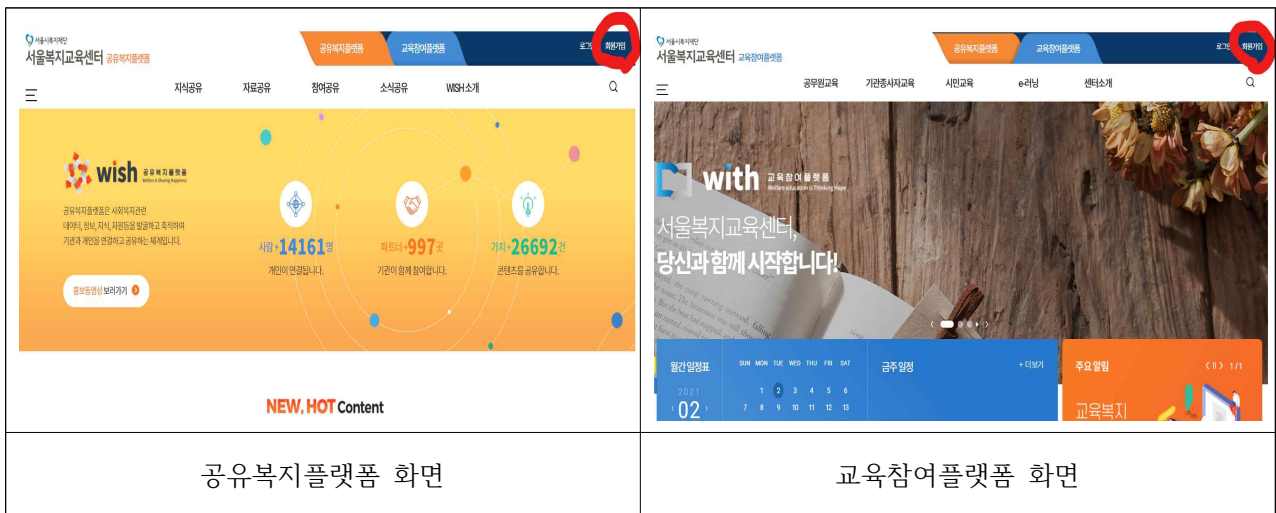 서울시복지재단
서울복지교육센터 공유복지플랫폼
공유복지플랫폼 교육참여플랫폼
회원가입
지식공유 자료공유 참여공유 소식공유 WISH소개
wish 공유복지플랫폼
Welfare is Sharing Happiness
공유복지플랫폼은 사회복지관련
데이터, 정보, 지식, 자원등을 발굴하고 축적하여
기관과 개인을 연결하고 공유하는 체계입니다.
홍보동영상 보러가기
사람+14161명
개인이 연결됩니다.
파트너+997곳
기관이 함께 참여합니다.
가치+26692건
콘텐츠를 공유합니다.
NEW, HOT Content
공유복지플랫폼 화면
서울시복지재단
서울복지교육센터 교육참여플랫폼
공유복지플랫폼 교육참여플랫폼
회원가입
공무원교육 기관종사자교육 시민교육 e-러닝 센터소개
with 교육참여플랫폼
Welfare education is Thinking Hope
서울복지교육센터,
당신과 함께 시작합니다!
월간일정표
2021
02
SUN MON TUE WED THU FRI SAT
1 2 3 4 5 6
7 8 9 10 11 12 13
금주일정
+ 더보기
주요알림
1/1
교육복지
교육참여플랫폼 화면